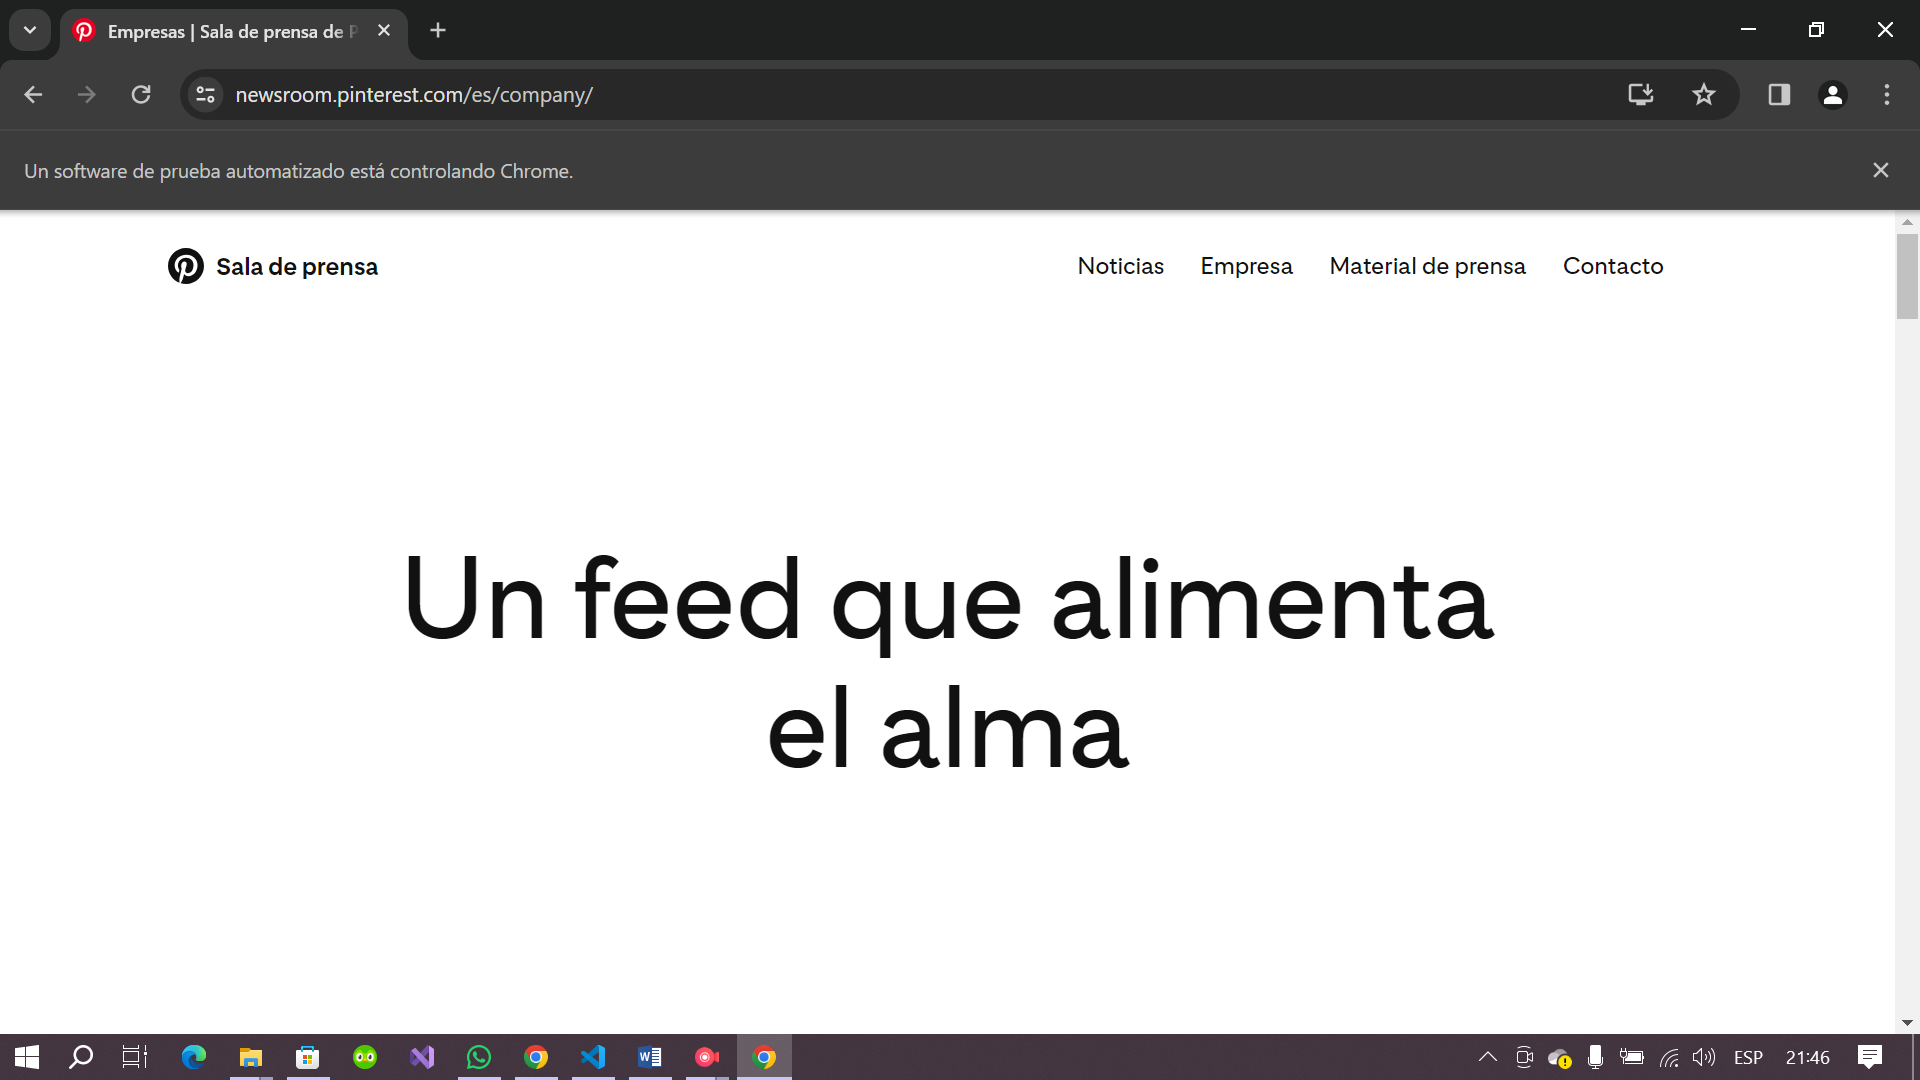 Empresas | Sala de prensa de P
newsroom.pinterest.com/es/company/
Un software de prueba automatizado está controlando Chrome.
Sala de prensa
Noticias
Empresa
Material de prensa
Contacto
Un feed que alimenta
el alma
ESP
21:46